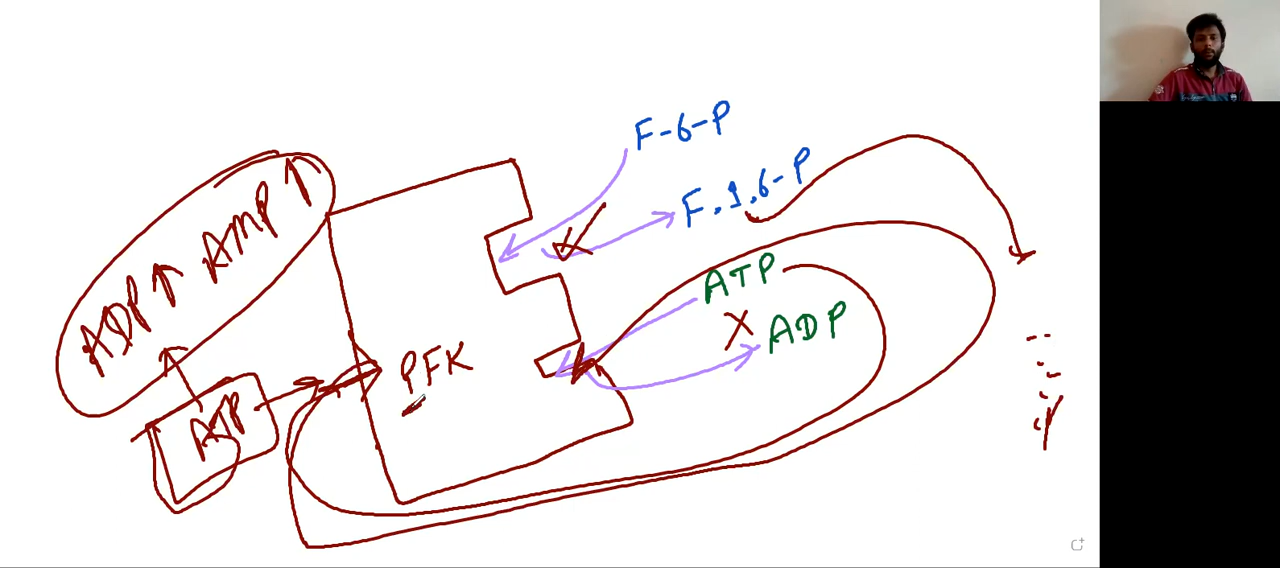 F-6-P
F.1.6-P
ADP↑ AMP↑
ATP
ADP
X
PFK
ATP